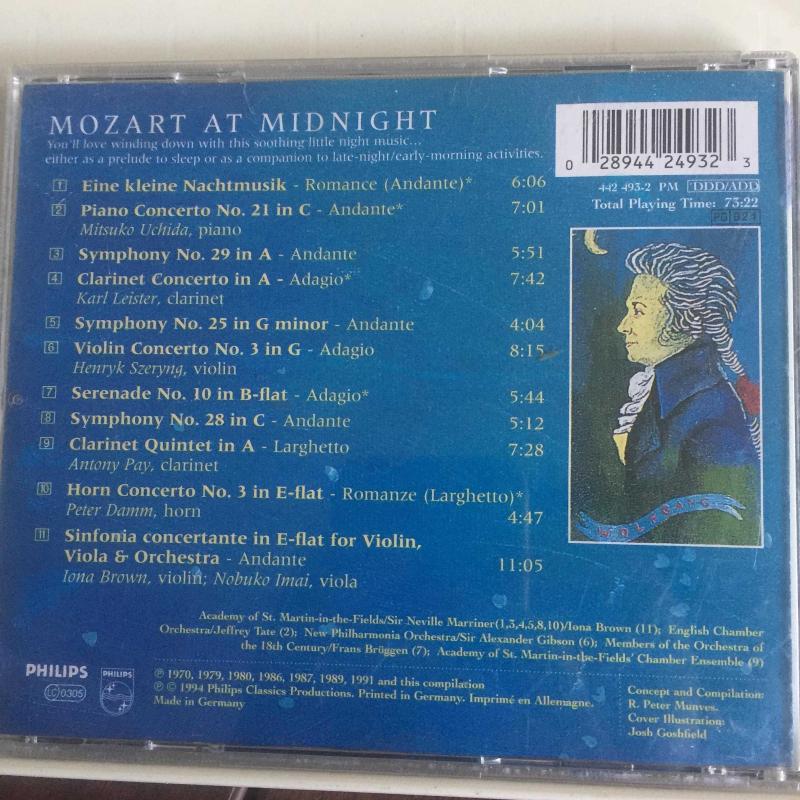 MOZART AT MIDNIGHT
You'll love winding down with this soothing little night music...
either as a prelude to sleep or as a companion to late-night/early-morning activities.
1 Eine kleine Nachtmusik - Romance (Andante)* 6:06
2 Piano Concerto No. 21 in C - Andante* 7:01
Mitsuko Uchida, piano
3 Symphony No. 29 in A - Andante 5:51
4 Clarinet Concerto in A - Adagio* 7:42
Karl Leister, clarinet
5 Symphony No. 25 in G minor - Andante 4:04
6 Violin Concerto No. 3 in G - Adagio 8:15
Henryk Szeryng, violin
7 Serenade No. 10 in B-flat - Adagio* 5:44
8 Symphony No. 28 in C - Andante 5:12
9 Clarinet Quintet in A - Larghetto 7:28
Antony Pay, clarinet
10 Horn Concerto No. 3 in E-flat - Romanze (Larghetto)*
Peter Damm, horn 4:47
11 Sinfonia concertante in E-flat for Violin,
Viola & Orchestra - Andante 11:05
Iona Brown, violin; Nobuko Imai, viola
0 28944 24932 3
442 493-2 PM DDD/ADD
Total Playing Time: 73:22
PG 921
WOLFGANG
Academy of St. Martin-in-the-Fields/Sir Neville Marriner(1,3,4,5,8,10)/Iona Brown (11); English Chamber
Orchestra/Jeffrey Tate (2); New Philharmonia Orchestra/Sir Alexander Gibson (6); Members of the Orchestra of
the 18th Century/Frans Brüggen (7); Academy of St. Martin-in-the-Fields' Chamber Ensemble (9)
PHILIPS
LC 0305
PHILIPS
℗ 1970, 1979, 1980, 1986, 1987, 1989, 1991 and this compilation
℗ © 1994 Philips Classics Productions. Printed in Germany. Imprimé en Allemagne.
Made in Germany
Concept and Compilation:
R. Peter Munves.
Cover Illustration:
Josh Goshfield